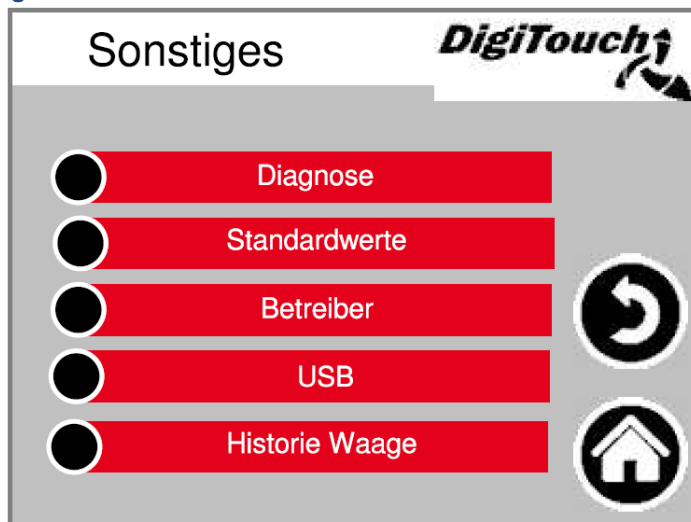 Sonstiges
DigiTouch
Diagnose
Standardwerte
Betreiber
USB
Historie Waage